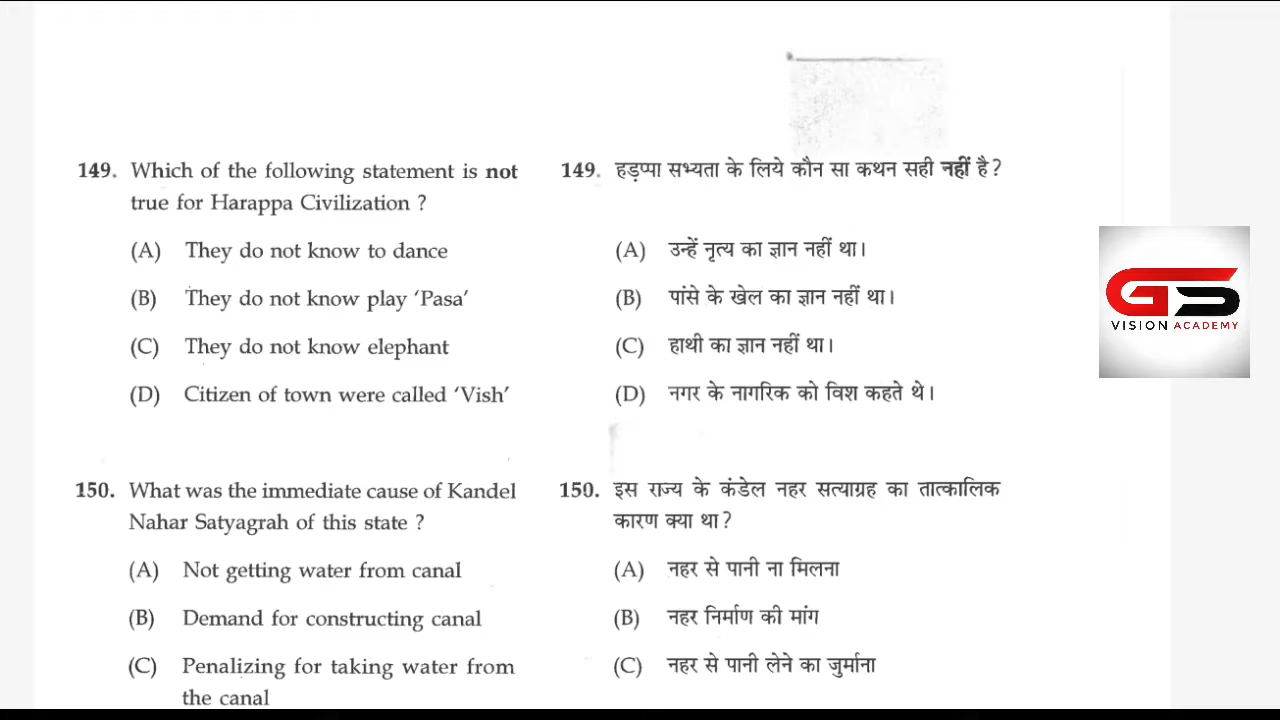 149. Which of the following statement is not
true for Harappa Civilization ?
(A) They do not know to dance
(B) They do not know play ‘Pasa’
(C) They do not know elephant
(D) Citizen of town were called ‘Vish’
150. What was the immediate cause of Kandel
Nahar Satyagrah of this state ?
(A) Not getting water from canal
(B) Demand for constructing canal
(C) Penalizing for taking water from
the canal
149. हड़प्पा सभ्यता के लिये कौन सा कथन सही नहीं है?
(A) उन्हें नृत्य का ज्ञान नहीं था।
(B) पांसे के खेल का ज्ञान नहीं था।
(C) हाथी का ज्ञान नहीं था।
(D) नगर के नागरिक को विश कहते थे।
150. इस राज्य के कंडेल नहर सत्याग्रह का तात्कालिक
कारण क्या था?
(A) नहर से पानी ना मिलना
(B) नहर निर्माण की मांग
(C) नहर से पानी लेने का जुर्माना
GS
VISION ACADEMY